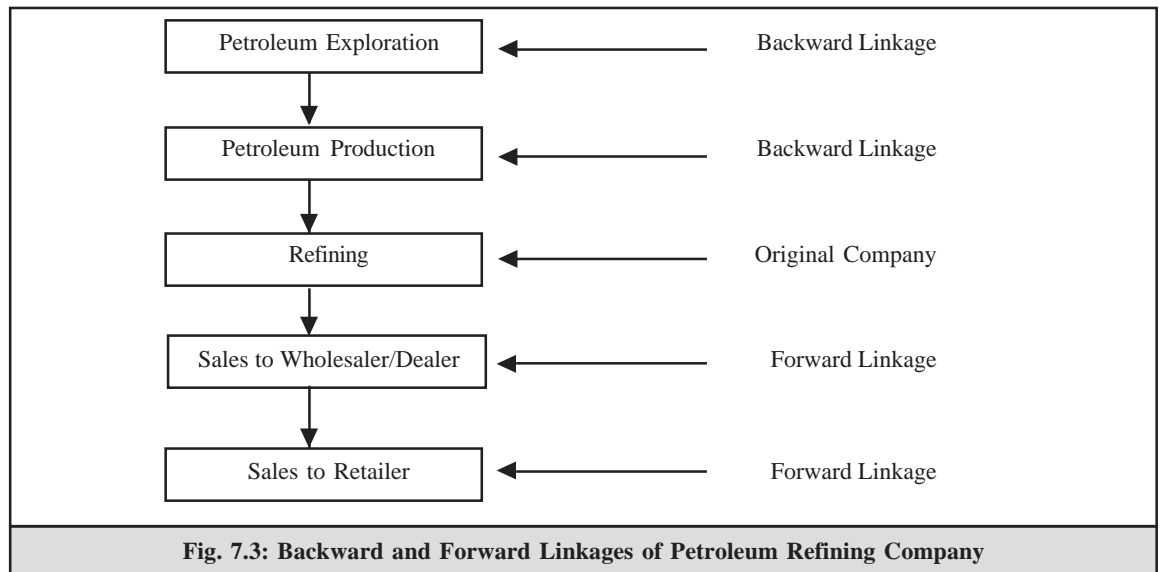 Petroleum Exploration
Backward Linkage
Petroleum Production
Backward Linkage
Refining
Original Company
Sales to Wholesaler/Dealer
Forward Linkage
Sales to Retailer
Forward Linkage
Fig. 7.3: Backward and Forward Linkages of Petroleum Refining Company